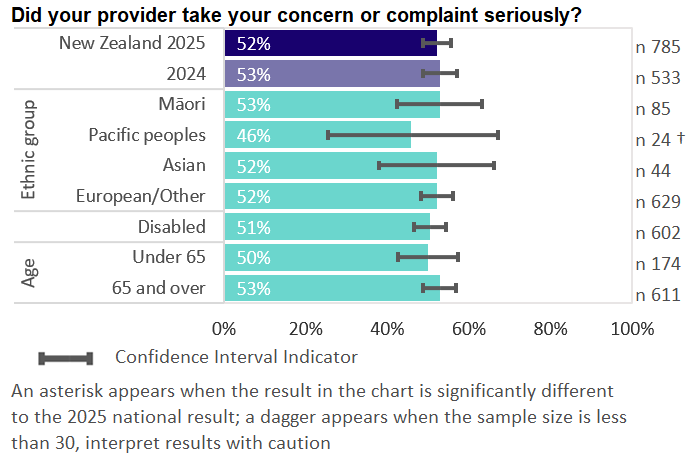 Did your provider take your concern or complaint seriously?
New Zealand 2025 52% n 785
2024 53% n 533
Ethnic group
Māori 53% n 85
Pacific peoples 46% n 24 †
Asian 52% n 44
European/Other 52% n 629
Disabled 51% n 602
Age
Under 65 50% n 174
65 and over 53% n 611
0% 20% 40% 60% 80% 100%
Confidence Interval Indicator
An asterisk appears when the result in the chart is significantly different
to the 2025 national result; a dagger appears when the sample size is less
than 30, interpret results with caution